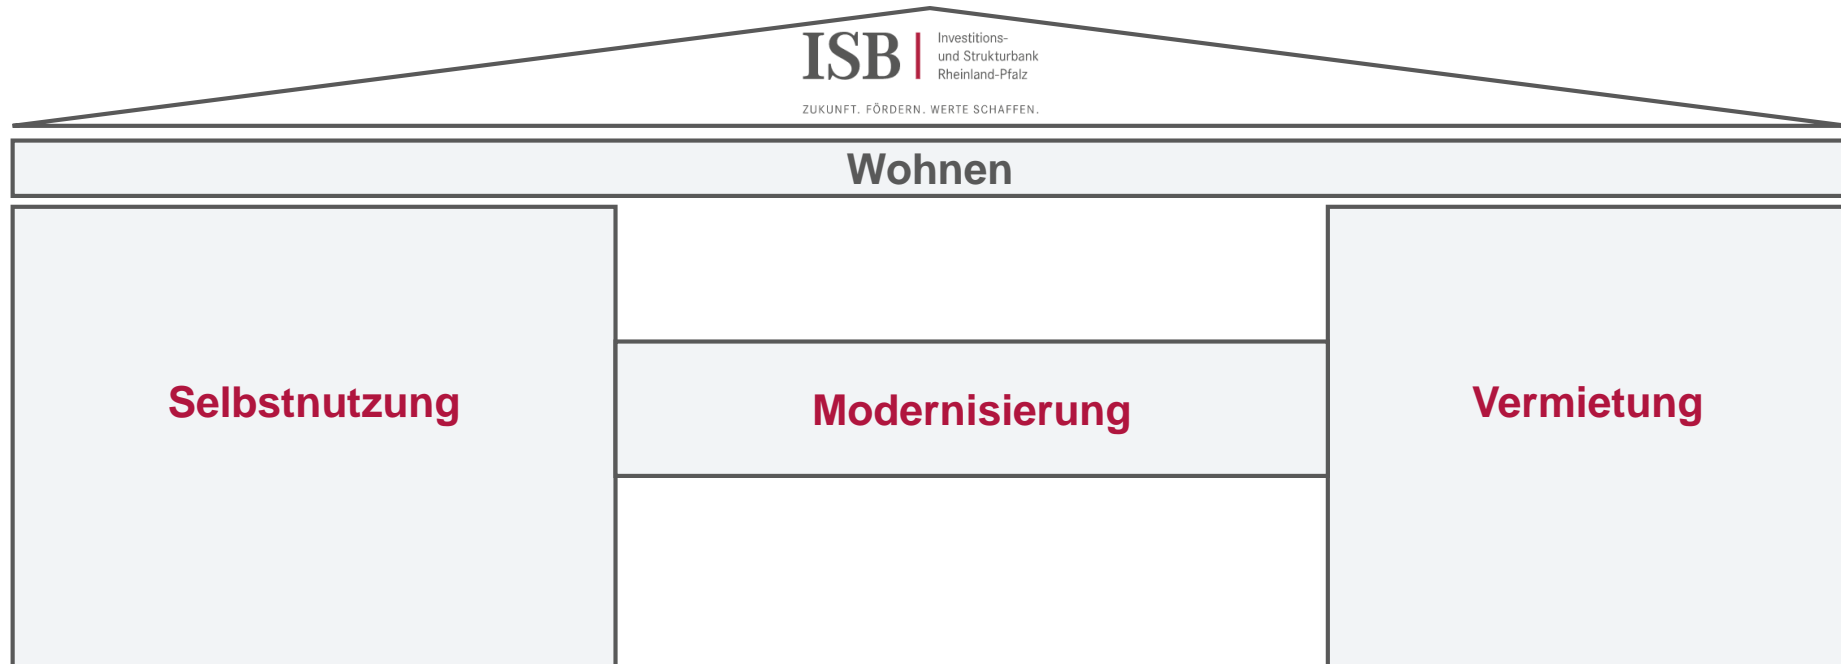 ISB
Investitions-
und Strukturbank
Rheinland-Pfalz
ZUKUNFT. FÖRDERN. WERTE SCHAFFEN.
Wohnen
Selbstnutzung
Modernisierung
Vermietung